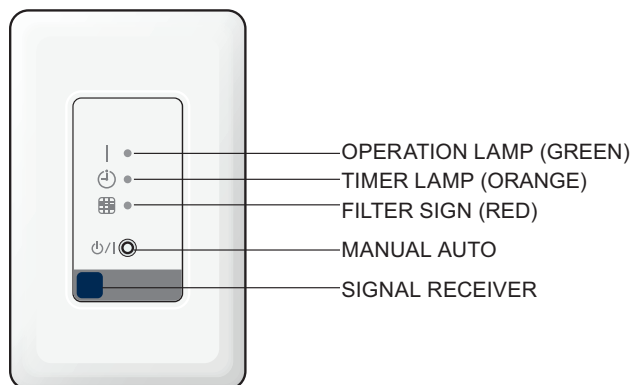 OPERATION LAMP (GREEN)
TIMER LAMP (ORANGE)
FILTER SIGN (RED)
MANUAL AUTO
SIGNAL RECEIVER